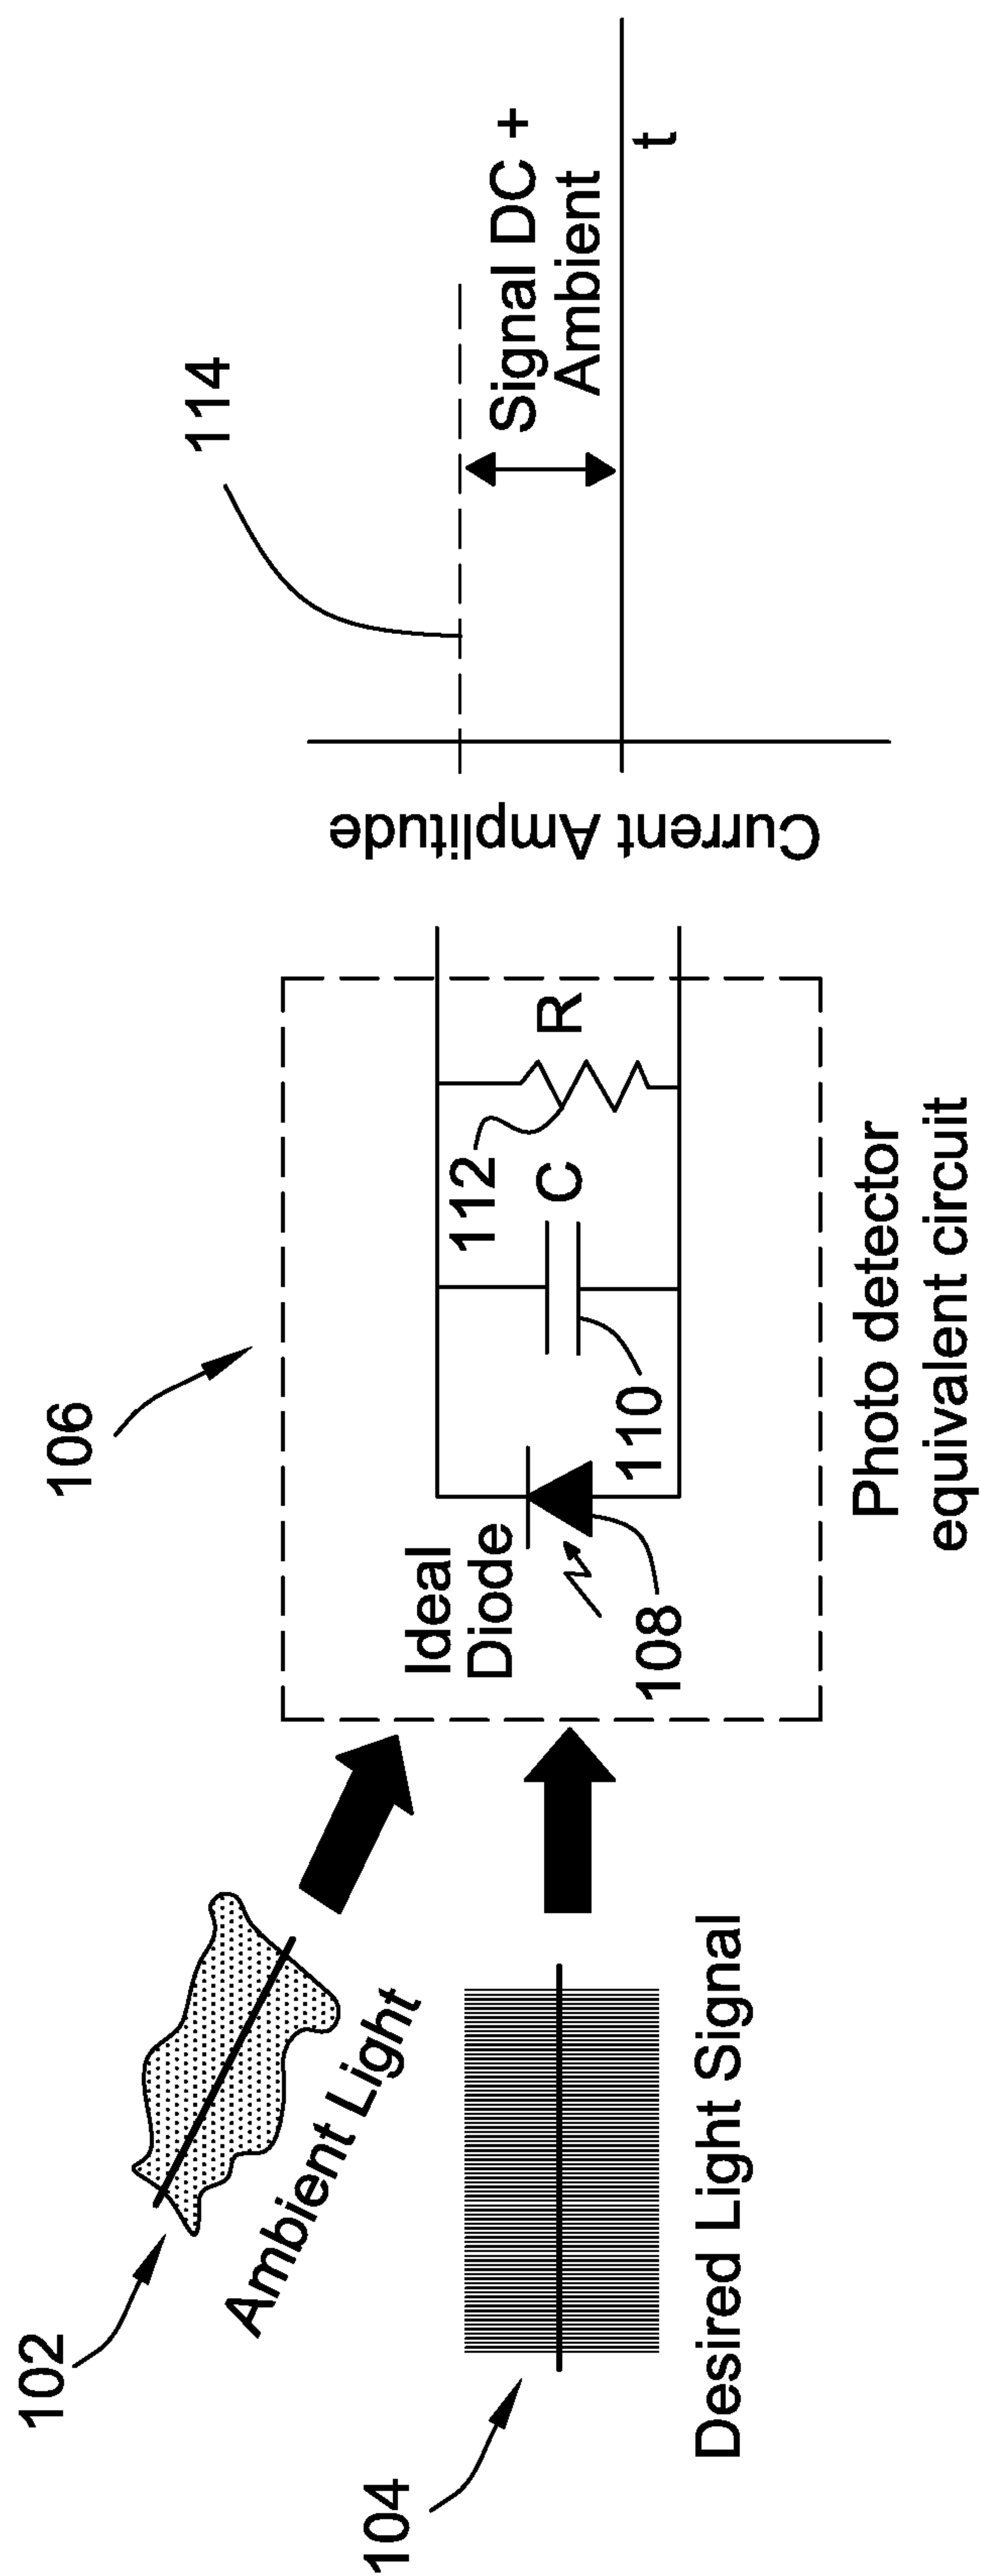 102
Ambient Light
104
Desired Light Signal
106
Ideal
Diode
108
110
C
112
R
Photo detector
equivalent circuit
Current Amplitude
114
Signal DC +
Ambient
t